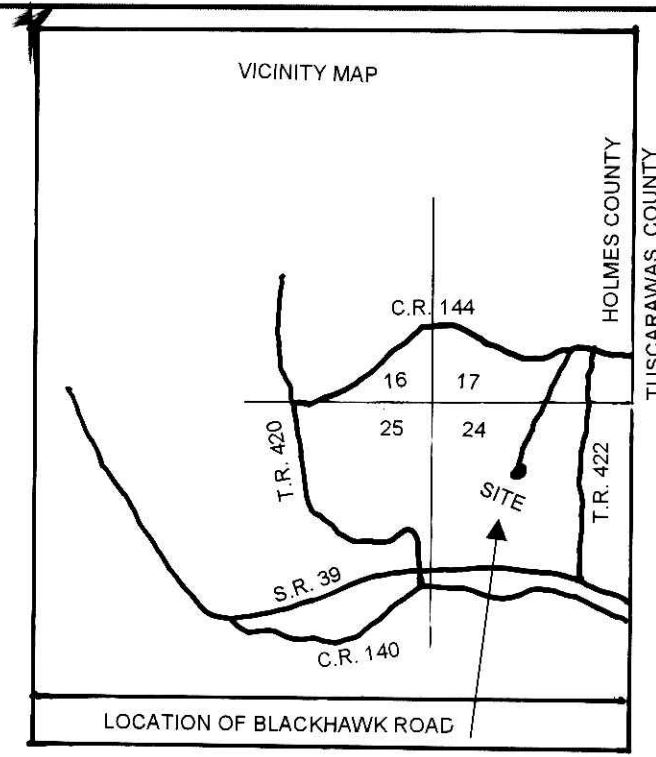 VICINITY MAP
HOLMES COUNTY
TUSCARAWAS COUNTY
C.R. 144
16
17
25
24
T.R. 420
T.R. 422
SITE
S.R. 39
C.R. 140
LOCATION OF BLACKHAWK ROAD